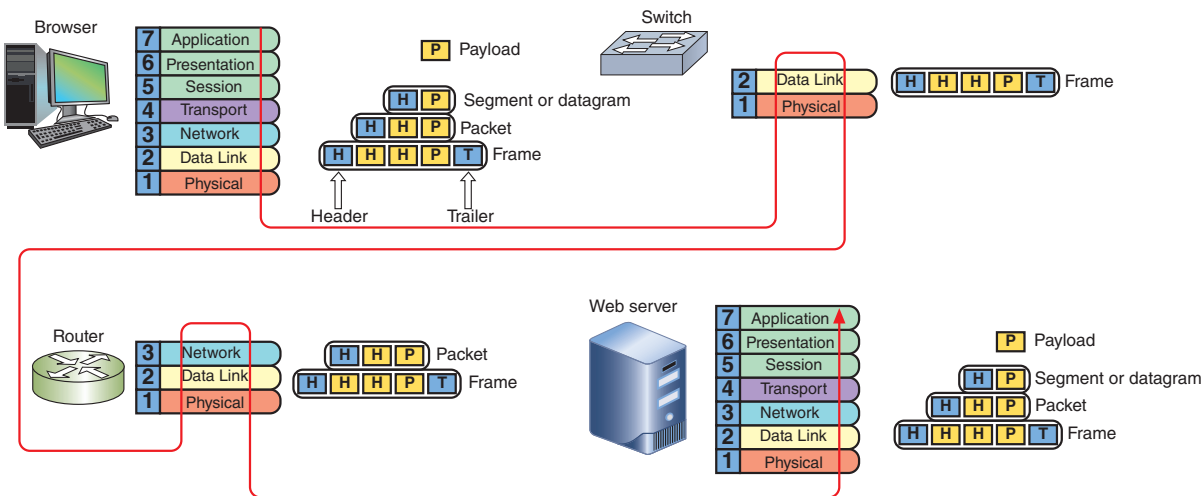 Browser
7 Application
6 Presentation
5 Session
4 Transport
3 Network
2 Data Link
1 Physical
P Payload
H P Segment or datagram
H H P Packet
H H H P T Frame
Header
Trailer
Switch
2 Data Link
1 Physical
H H H P T Frame
Router
3 Network
2 Data Link
1 Physical
H H P Packet
H H H P T Frame
Web server
7 Application
6 Presentation
5 Session
4 Transport
3 Network
2 Data Link
1 Physical
P Payload
H P Segment or datagram
H H P Packet
H H H P T Frame